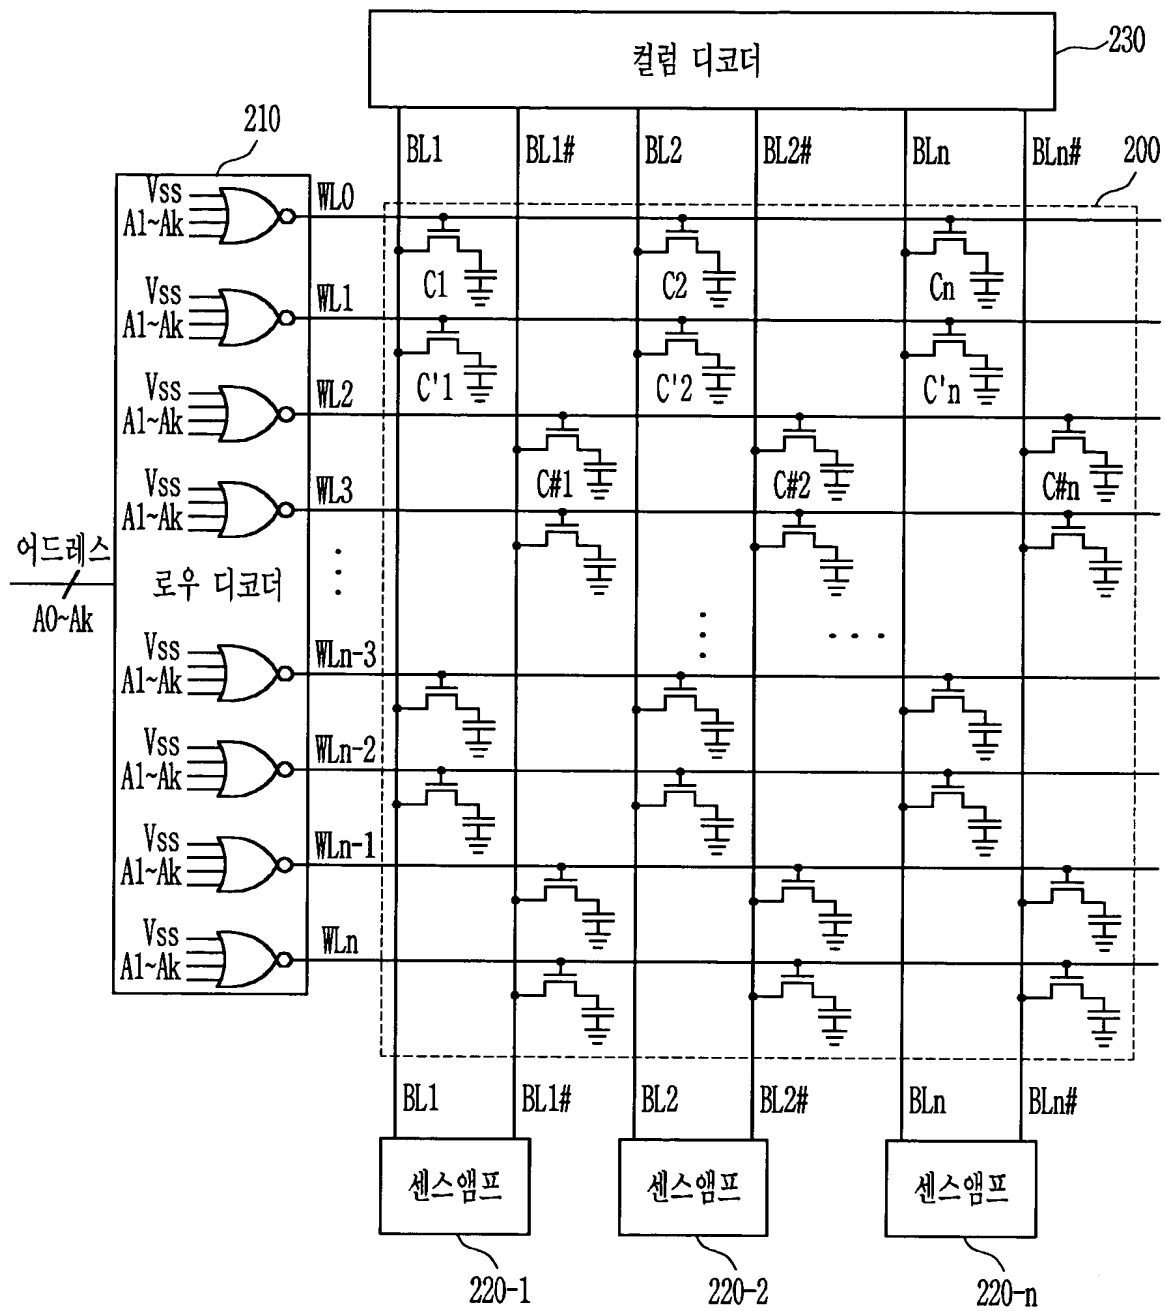 컬럼 디코더
230
210
BL1
BL1#
BL2
BL2#
BLn
BLn#
200
Vss
A1~Ak
WL0
C1
C2
Cn
Vss
A1~Ak
WL1
C'1
C'2
C'n
Vss
A1~Ak
WL2
C#1
C#2
C#n
Vss
A1~Ak
WL3
어드레스
A0~Ak
로우 디코더
Vss
A1~Ak
WLn-3
Vss
A1~Ak
WLn-2
Vss
A1~Ak
WLn-1
Vss
A1~Ak
WLn
BL1
BL1#
BL2
BL2#
BLn
BLn#
센스앰프
센스앰프
센스앰프
220-1
220-2
220-n